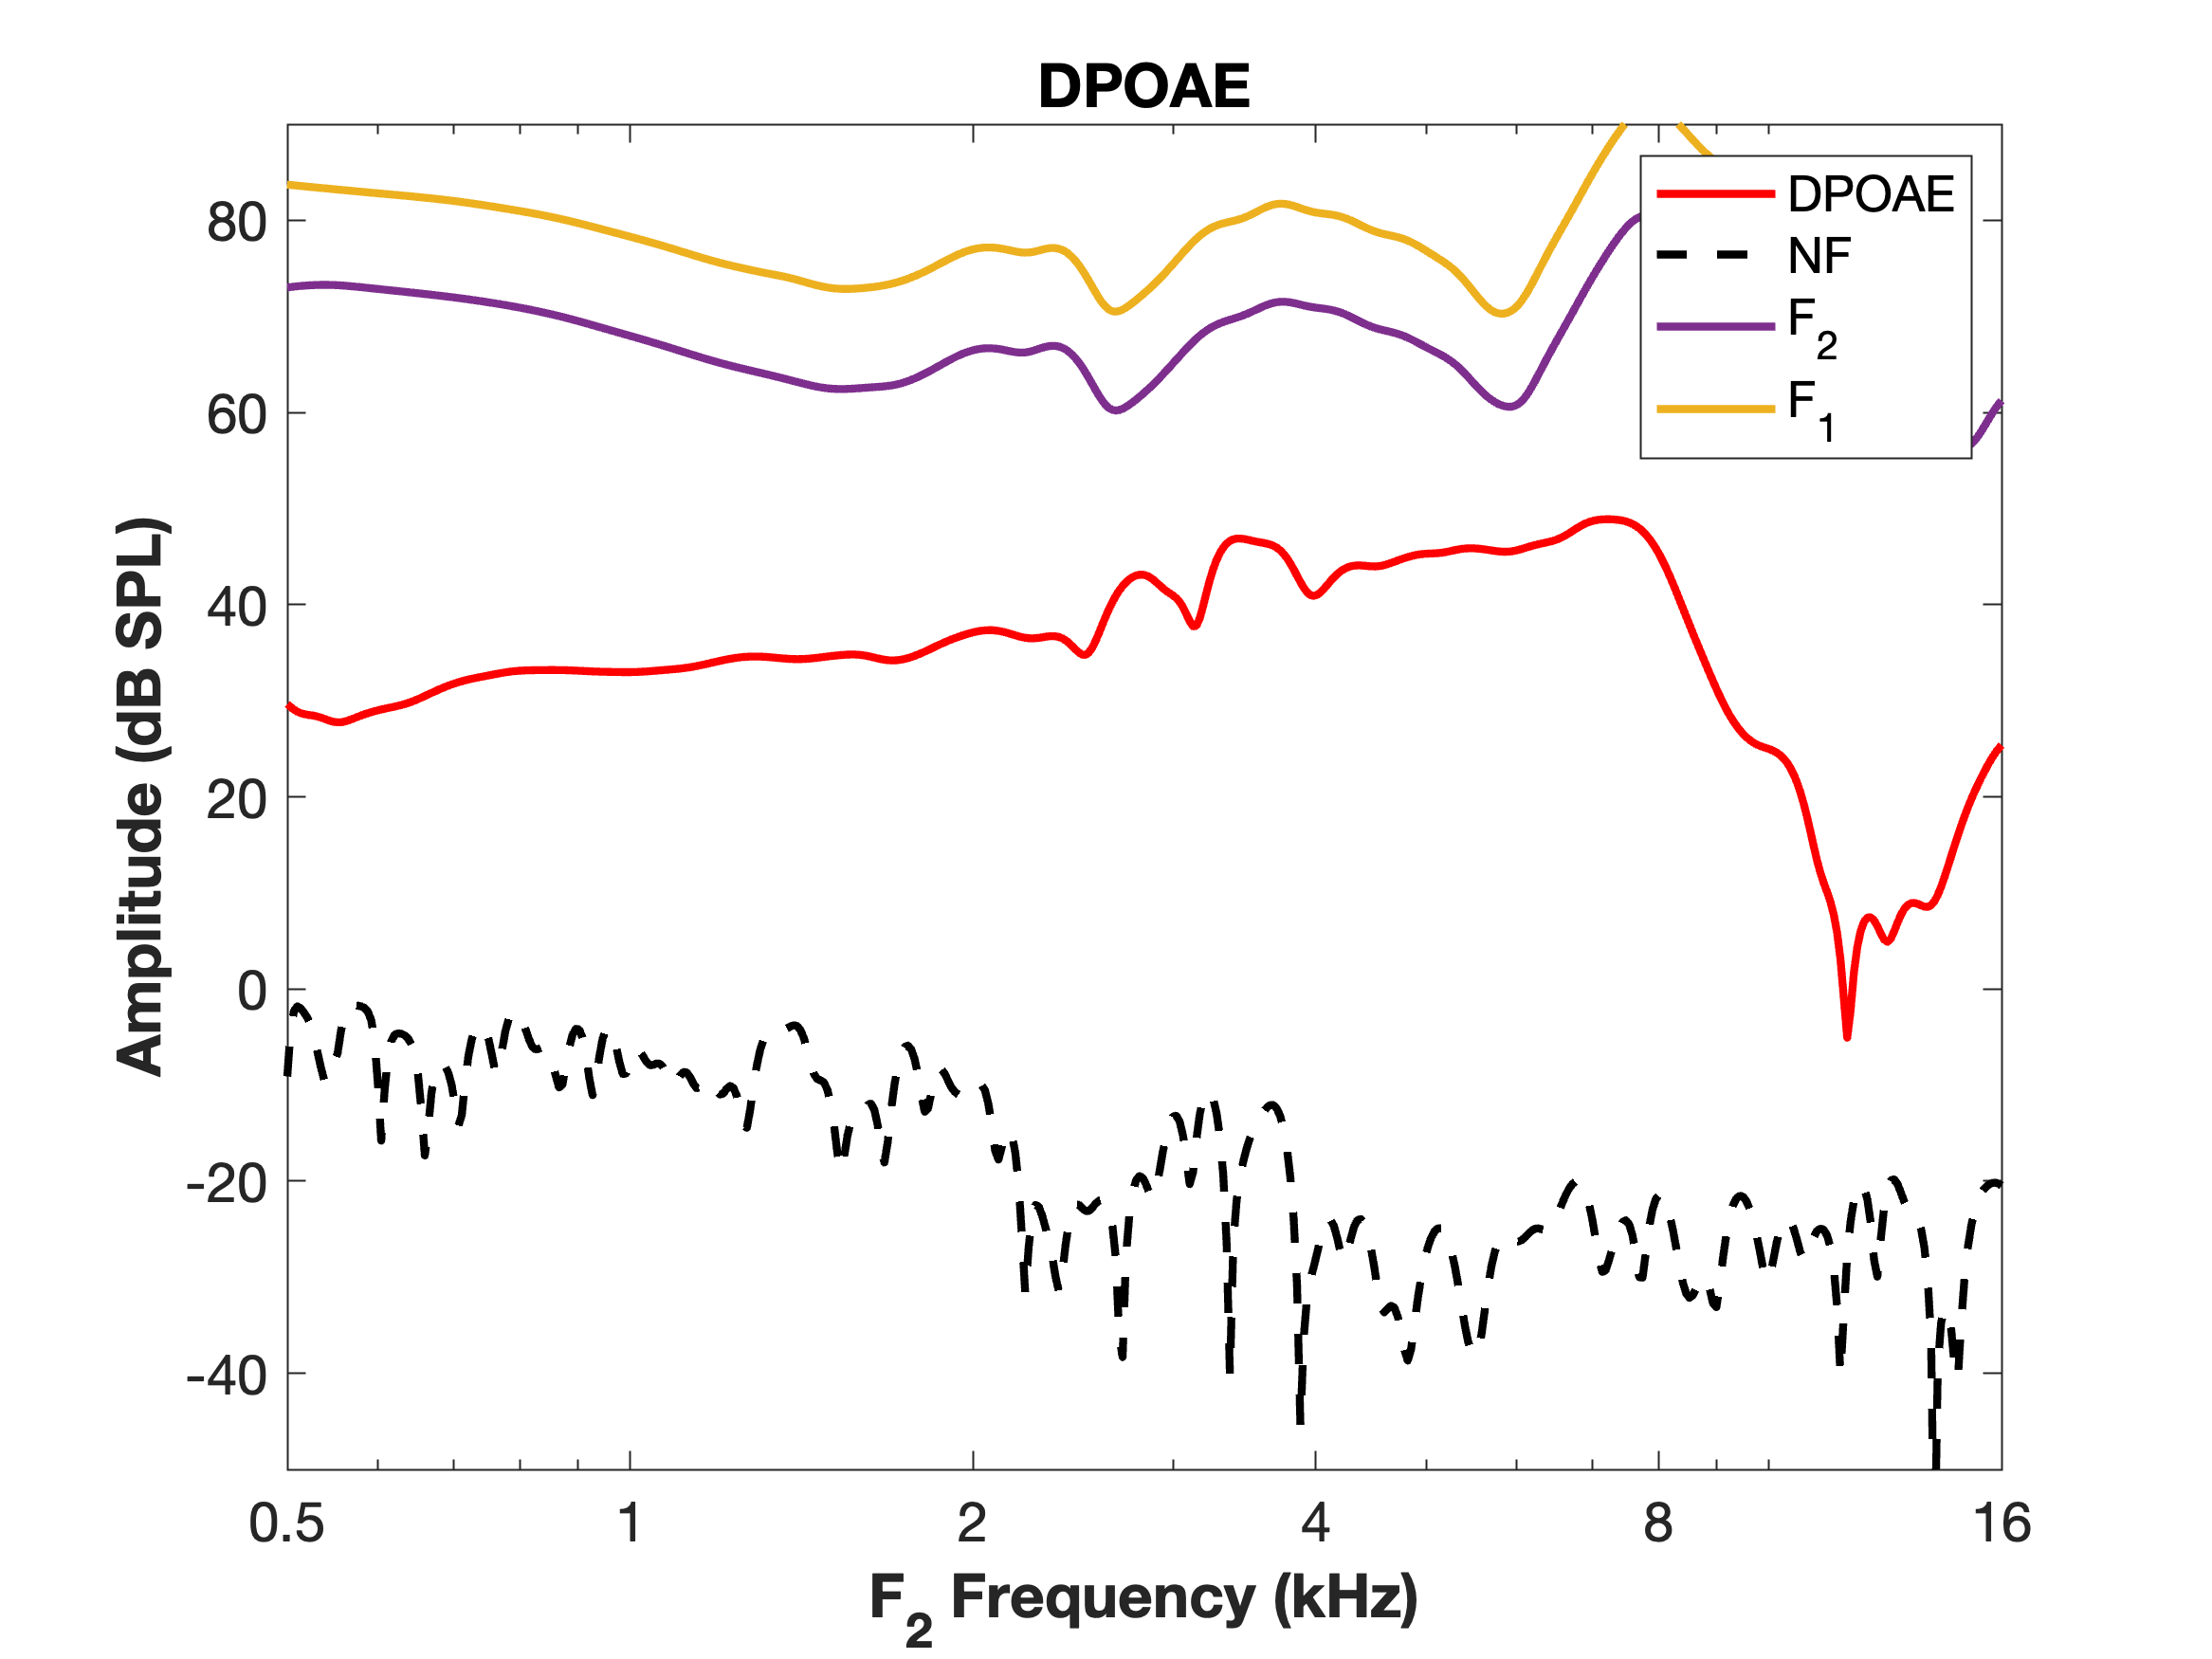 DPOAE
80
60
40
20
0
-20
-40
Amplitude (dB SPL)
DPOAE
NF
F2
F1
0.5 1 2 4 8 16
F2 Frequency (kHz)